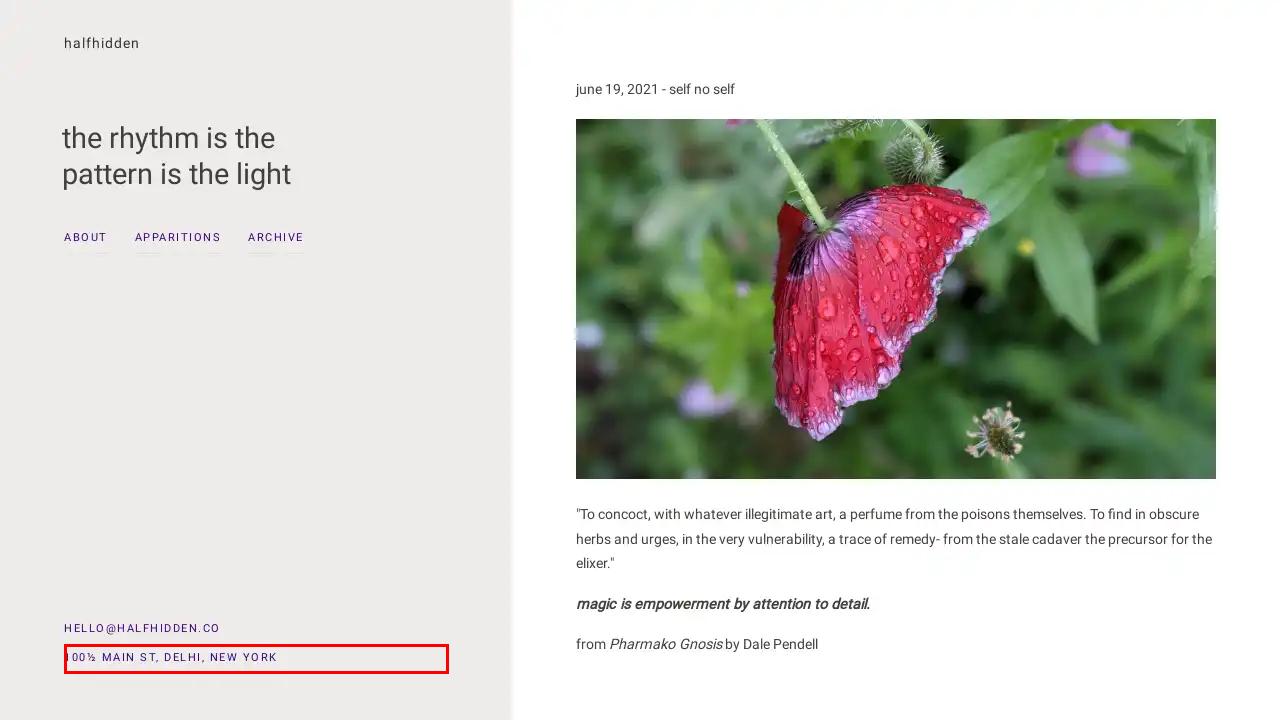 halfhidden
the rhythm is the
pattern is the light
ABOUT APPARITIONS ARCHIVE
HELLO@HALFHIDDEN.CO
100½ MAIN ST, DELHI, NEW YORK
june 19, 2021 - self no self
"To concoct, with whatever illegitimate art, a perfume from the poisons themselves. To find in obscure
herbs and urges, in the very vulnerability, a trace of remedy- from the stale cadaver the precursor for the
elixer."
magic is empowerment by attention to detail.
from Pharmako Gnosis by Dale Pendell